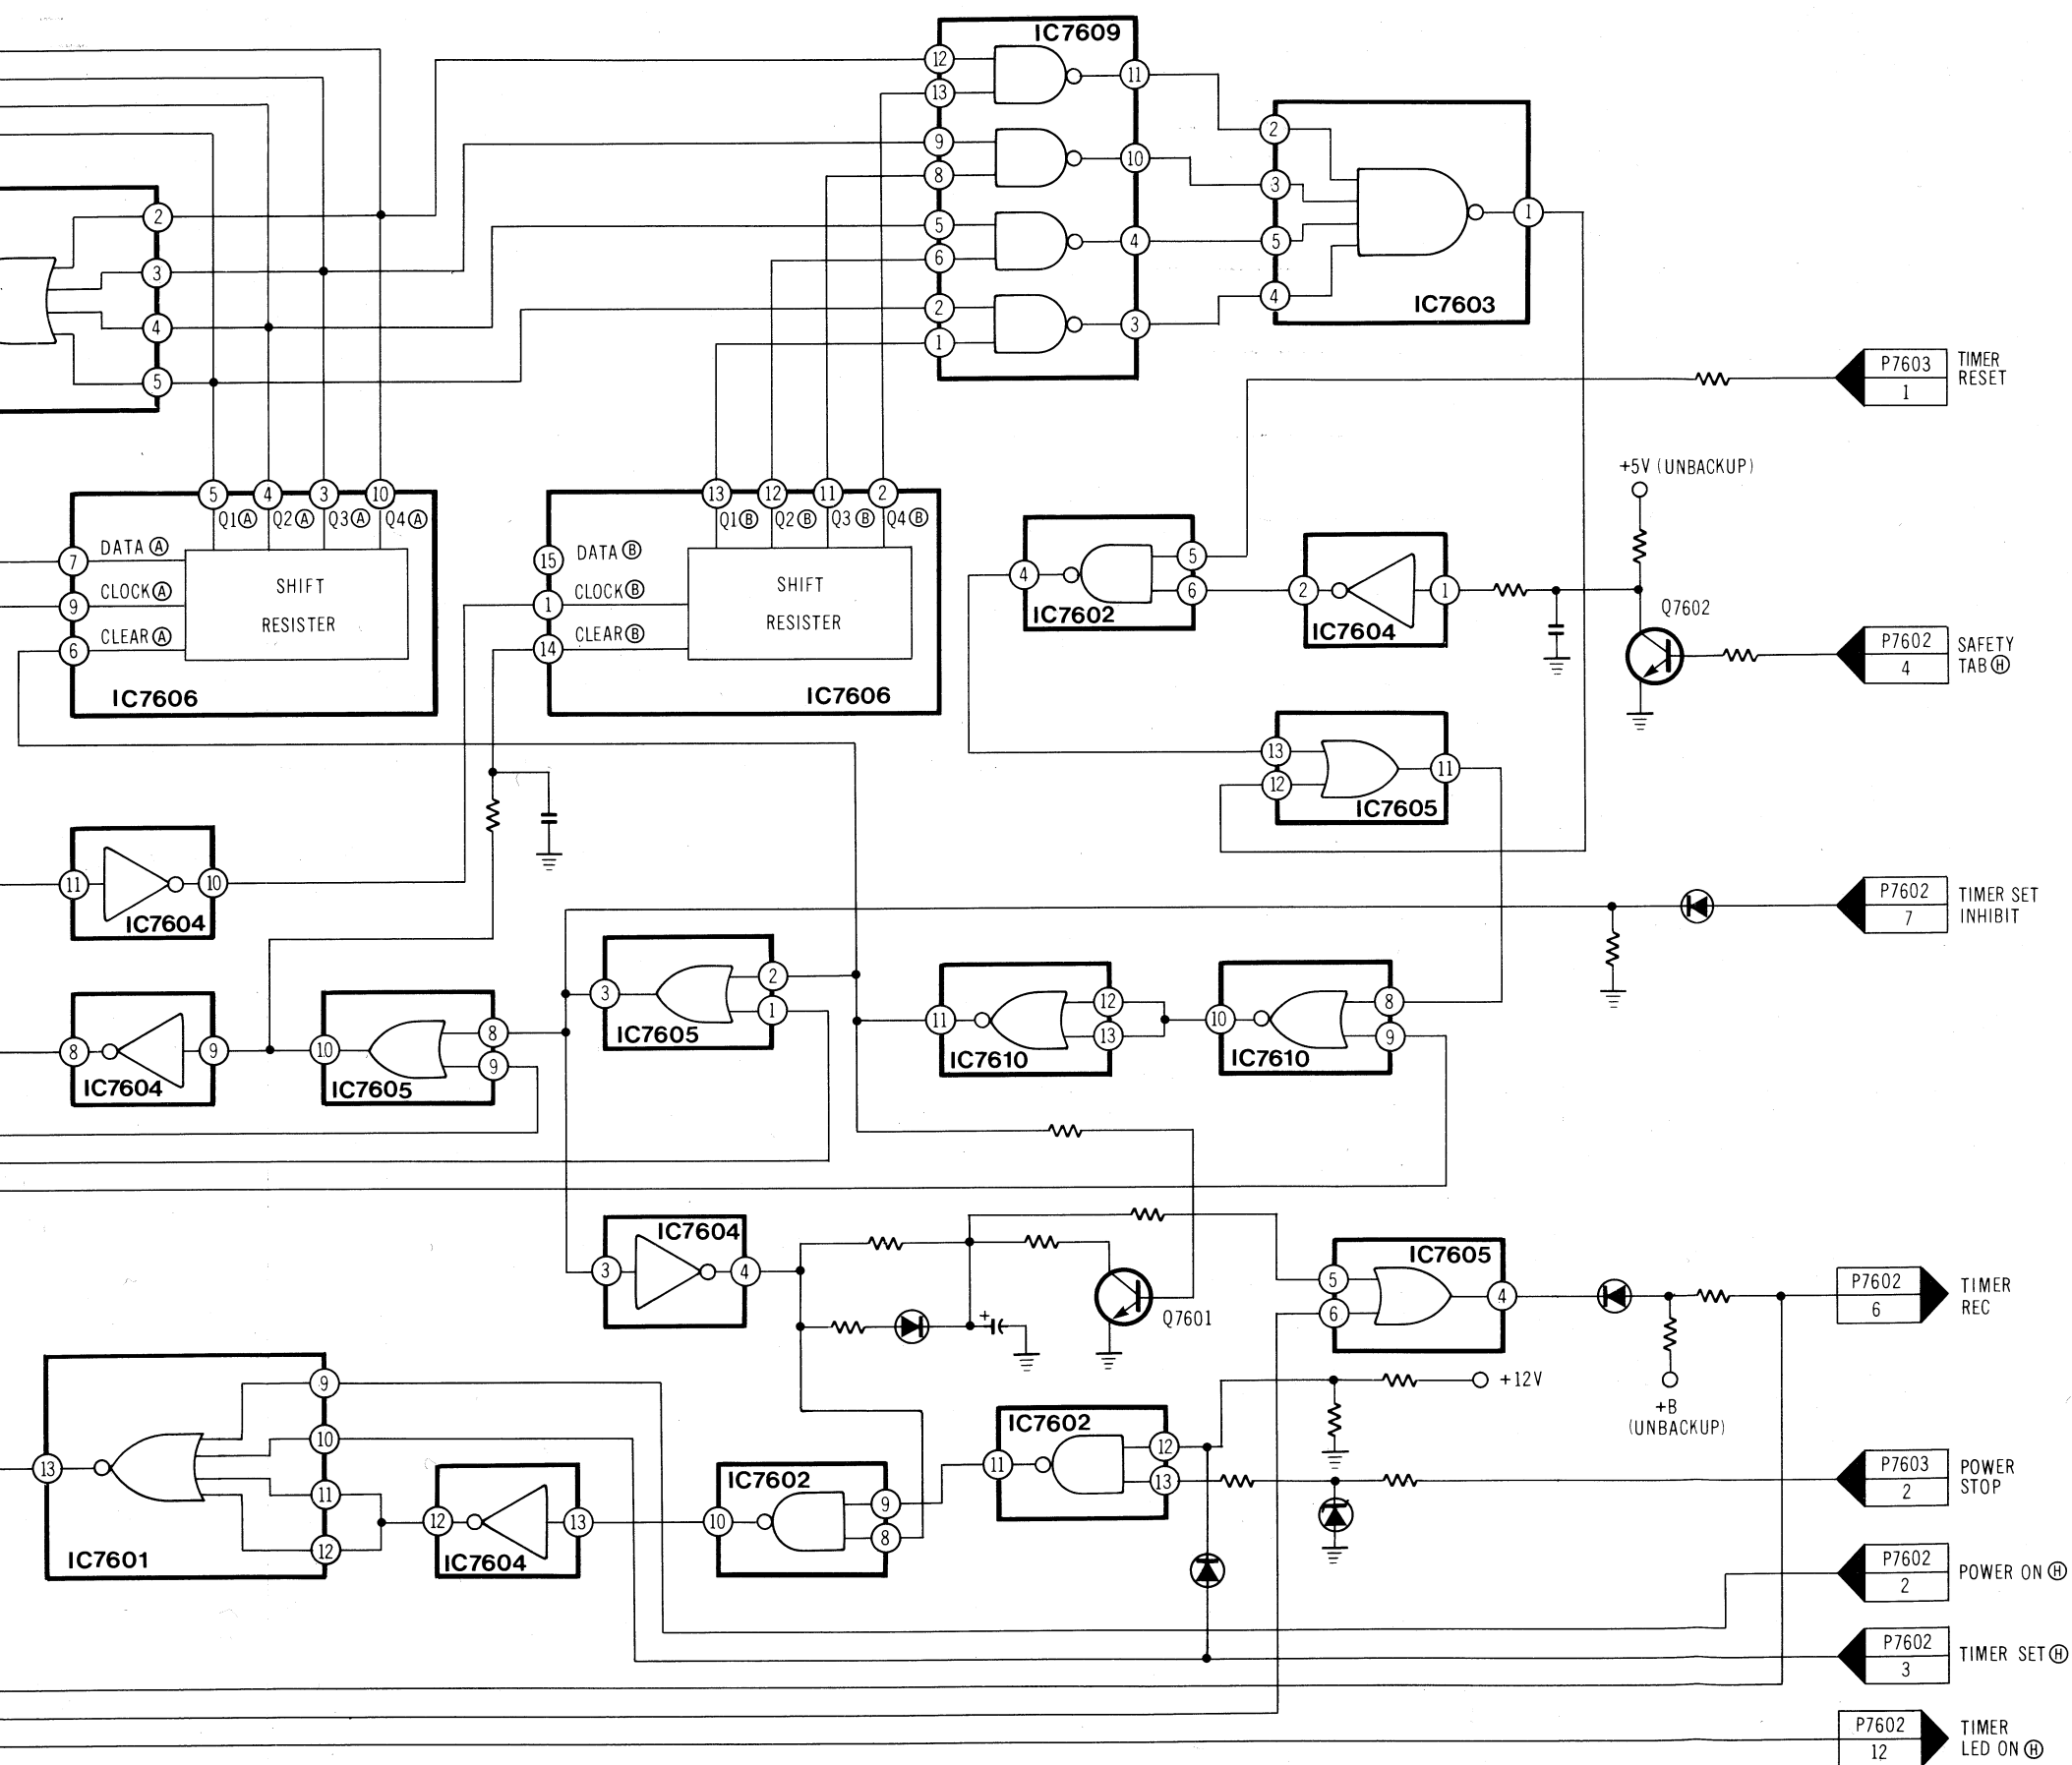 IC7609
12
13
11
9
8
10
5
6
4
2
1
3
2
3
5
4
1
IC7603
2
3
4
5
P7603
1
TIMER
RESET
+5V (UNBACKUP)
5
4
3
10
Q1Ⓐ
Q2Ⓐ
Q3Ⓐ
Q4Ⓐ
7
DATAⒶ
9
CLOCKⒶ
6
CLEARⒶ
SHIFT
RESISTER
IC7606
13
12
11
2
Q1Ⓑ
Q2Ⓑ
Q3Ⓑ
Q4Ⓑ
15
DATAⒷ
1
CLOCKⒷ
14
CLEARⒷ
SHIFT
RESISTER
IC7606
4
5
6
IC7602
2
1
IC7604
Q7602
P7602
4
SAFETY
TABⒽ
13
12
11
IC7605
11
10
IC7604
P7602
7
TIMER SET
INHIBIT
8
9
IC7604
10
8
9
IC7605
3
2
1
IC7605
11
12
13
IC7610
10
8
9
IC7610
IC7604
3
4
Q7601
IC7605
5
6
4
P7602
6
TIMER
REC
+12V
+B
(UNBACKUP)
9
10
11
12
13
IC7601
12
13
IC7604
IC7602
10
9
8
IC7602
11
12
13
P7603
2
POWER
STOP
P7602
2
POWER ONⒽ
P7602
3
TIMER SETⒽ
P7602
12
TIMER
LED ONⒽ